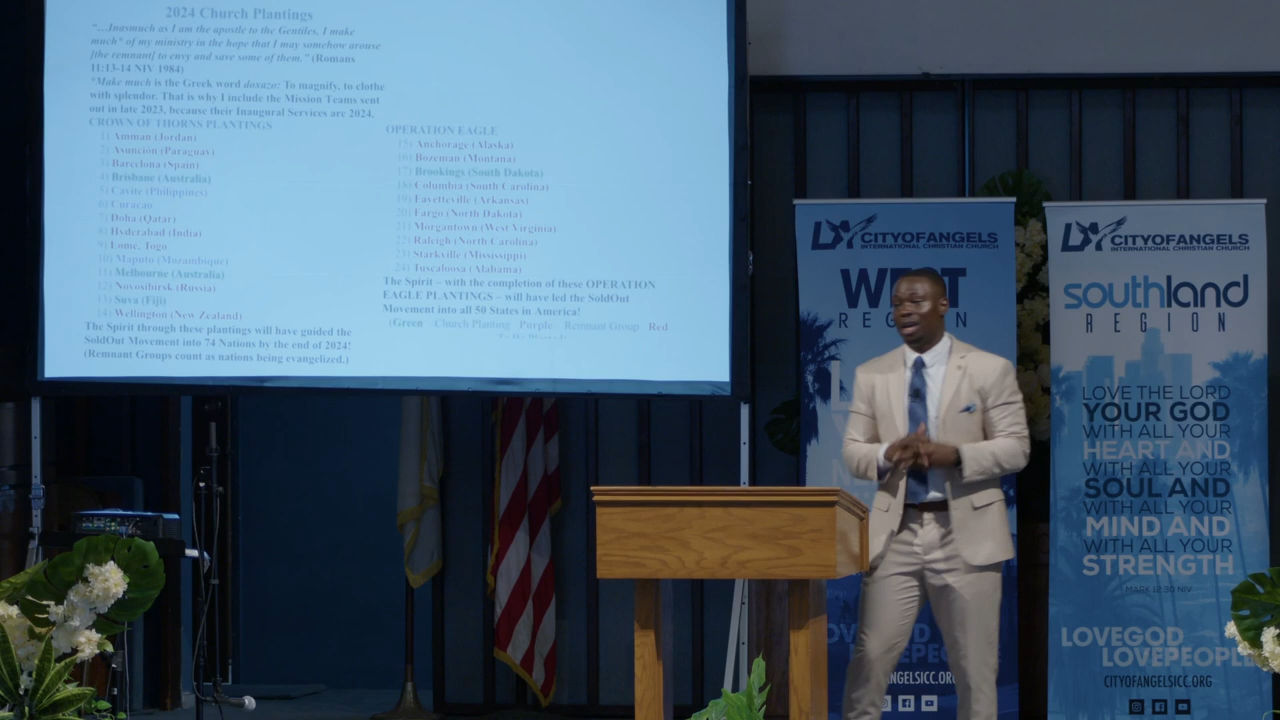 2024 Church Plantings
"…Inasmuch as I am the apostle to the Gentiles, I make
much* of my ministry in the hope that I may somehow arouse
[the remnant] to envy and save some of them." (Romans
11:13-14 NIV 1984)
*Make much is the Greek word doxazo: To magnify, to clothe
with splendor. That is why I include the Mission Teams sent
out in late 2023, because their Inaugural Services are 2024.
CROWN OF THORNS PLANTINGS
1) Amman (Jordan)
2) Asuncion (Paraguay)
3) Barcelona (Spain)
4) Brisbane (Australia)
5) Cavite (Philippines)
6) Curacao
7) Doha (Qatar)
8) Hyderabad (India)
9) Lome, Togo
10) Maputo (Mozambique)
11) Melbourne (Australia)
12) Novosibirsk (Russia)
13) Suva (Fiji)
14) Wellington (New Zealand)
The Spirit through these plantings will have guided the
SoldOut Movement into 74 Nations by the end of 2024!
(Remnant Groups count as nations being evangelized.)
OPERATION EAGLE
15) Anchorage (Alaska)
16) Bozeman (Montana)
17) Brookings (South Dakota)
18) Columbia (South Carolina)
19) Fayetteville (Arkansas)
20) Fargo (North Dakota)
21) Morgantown (West Virginia)
22) Raleigh (North Carolina)
23) Starkville (Mississippi)
24) Tuscaloosa (Alabama)
The Spirit – with the completion of these OPERATION
EAGLE PLANTINGS – will have led the SoldOut
Movement into all 50 States in America!
(Green Church Planting Purple Remnant Group Red
CITYOFANGELS
INTERNATIONAL CHRISTIAN CHURCH
REGION
LOVEPEO
ANGELSICC.OR
CITYOFANGELS
INTERNATIONAL CHRISTIAN CHURCH
southland
REGION
LOVE THE LORD
YOUR GOD
WITH ALL YOUR
HEART AND
WITH ALL YOUR
SOUL AND
WITH ALL YOUR
MIND AND
WITH ALL YOUR
STRENGTH
MARK 12:30 NIV
LOVEGOD
LOVEPEOPLE
CITYOFANGELSICC.ORG